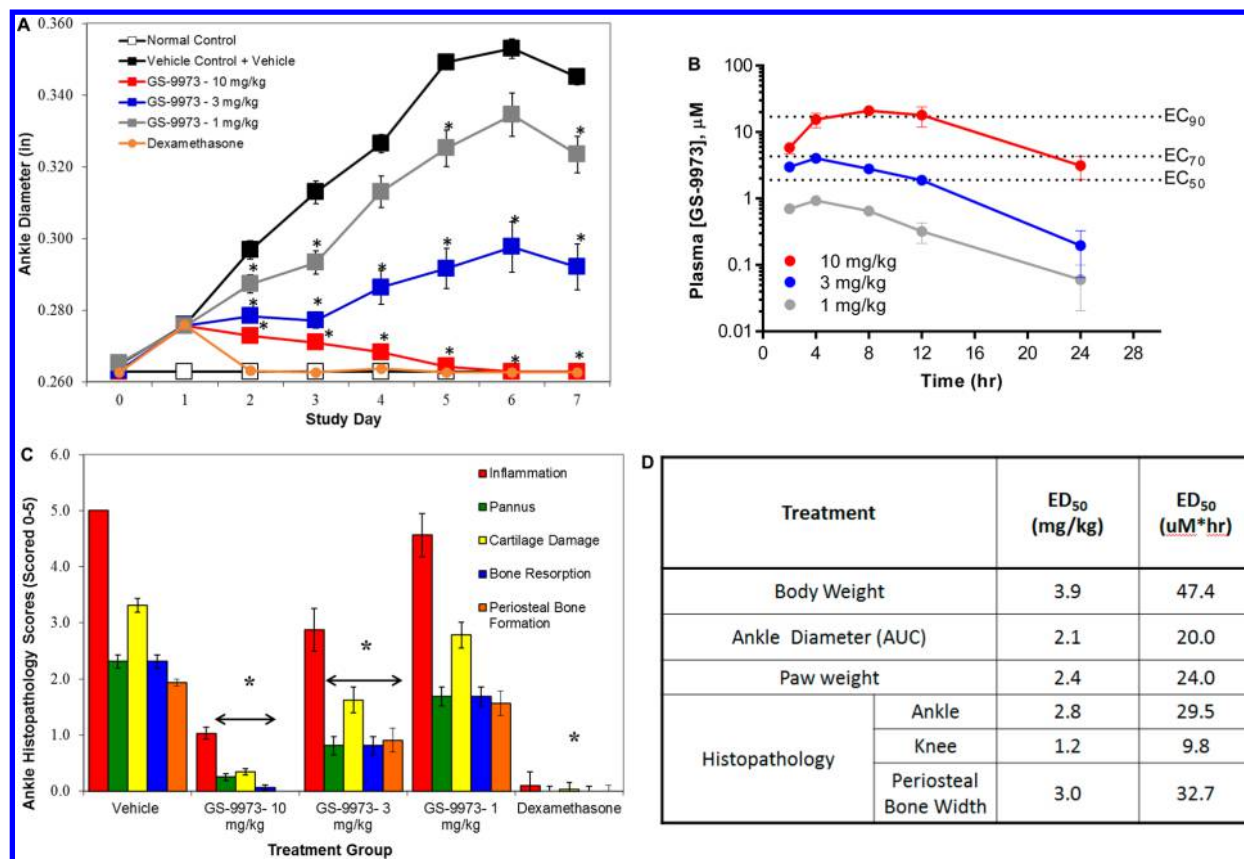 A
0.360
0.340
0.320
0.300
0.280
0.260
Ankle Diameter (in)
Normal Control
Vehicle Control + Vehicle
GS-9973 - 10 mg/kg
GS-9973 - 3 mg/kg
GS-9973 - 1 mg/kg
Dexamethasone
* * * * * *
* * * * * *
* * * *
0 1 2 3 4 5 6 7
Study Day
B
100
10
1
0.1
0.01
Plasma [GS-9973], µM
EC90
EC70
EC50
10 mg/kg
3 mg/kg
1 mg/kg
0 4 8 12 16 20 24 28
Time (hr)
C
6.0
5.0
4.0
3.0
2.0
1.0
0.0
Ankle Histopathology Scores (Scored 0-5)
Inflammation
Pannus
Cartilage Damage
Bone Resorption
Periosteal Bone
Formation
* * *
Vehicle GS-9973- 10 GS-9973- 3 GS-9973- 1 Dexamethasone
mg/kg mg/kg mg/kg
Treatment Group
D
Treatment ED50 ED50
(mg/kg) (uM*hr)
Body Weight 3.9 47.4
Ankle Diameter (AUC) 2.1 20.0
Paw weight 2.4 24.0
Histopathology Ankle 2.8 29.5
Knee 1.2 9.8
Periosteal
Bone Width 3.0 32.7